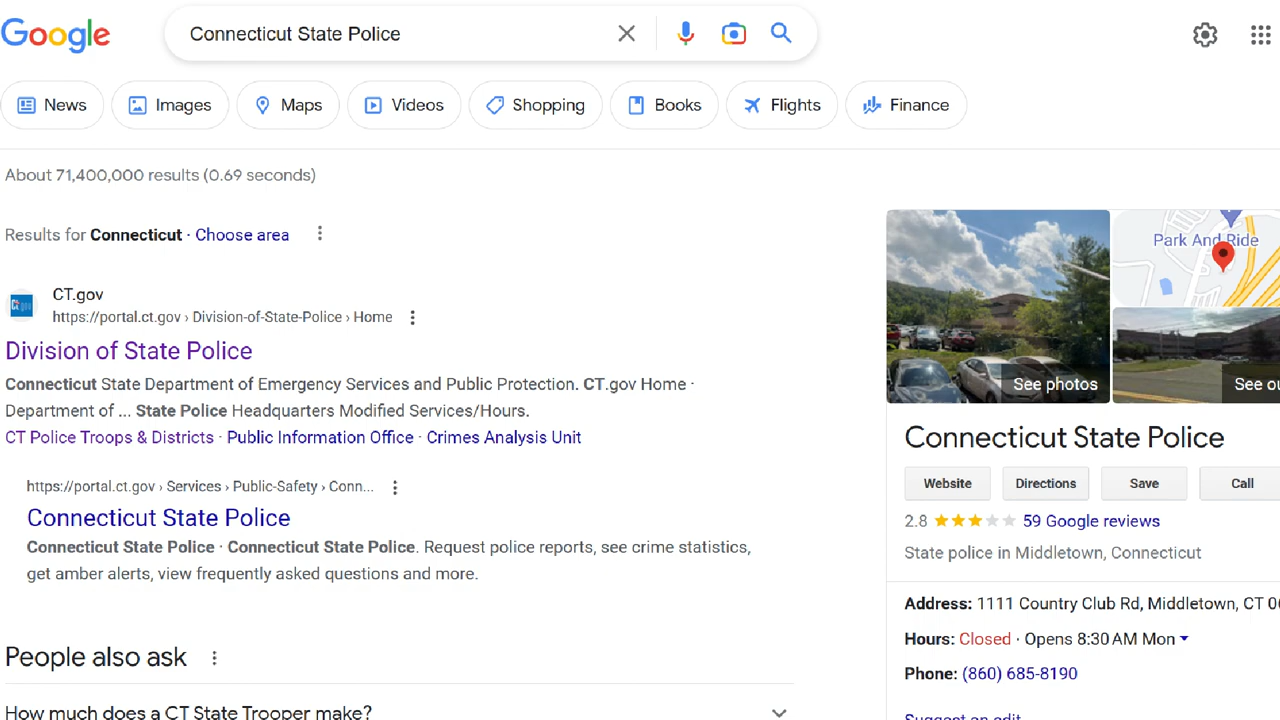 Google
Connecticut State Police
News
Images
Maps
Videos
Shopping
Books
Flights
Finance
About 71,400,000 results (0.69 seconds)
Results for Connecticut · Choose area
CT.gov
https://portal.ct.gov › Division-of-State-Police › Home
Division of State Police
Connecticut State Department of Emergency Services and Public Protection. CT.gov Home ·
Department of ... State Police Headquarters Modified Services/Hours.
CT Police Troops & Districts · Public Information Office · Crimes Analysis Unit
https://portal.ct.gov › Services › Public-Safety › Conn...
Connecticut State Police
Connecticut State Police · Connecticut State Police. Request police reports, see crime statistics,
get amber alerts, view frequently asked questions and more.
People also ask
How much does a CT State Trooper make?
Park And Ride
See photos
See ou
Connecticut State Police
Website
Directions
Save
Call
2.8 59 Google reviews
State police in Middletown, Connecticut
Address: 1111 Country Club Rd, Middletown, CT 0
Hours: Closed · Opens 8:30 AM Mon
Phone: (860) 685-8190
Suggest an edit